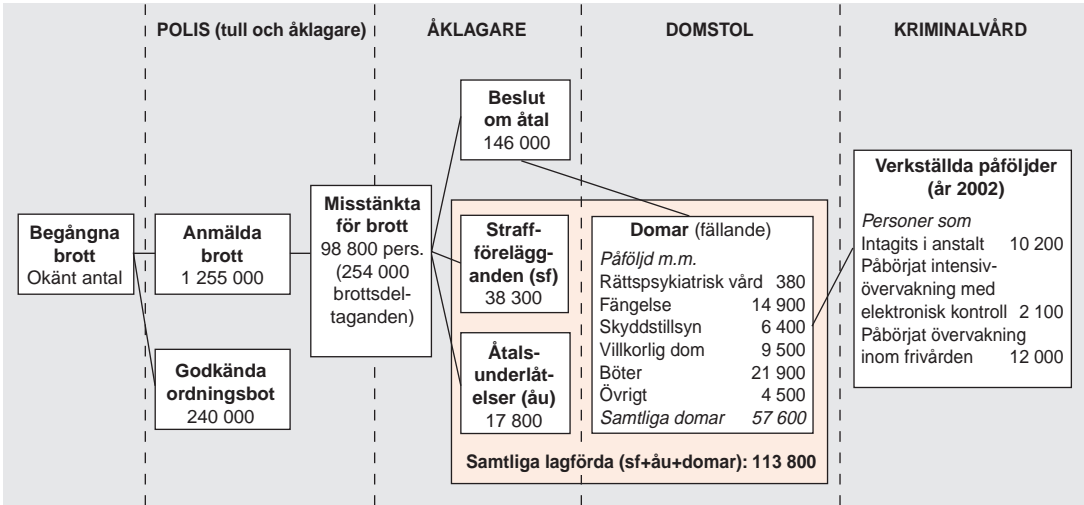 POLIS (tull och åklagare)
ÅKLAGARE
DOMSTOL
KRIMINALVÅRD
Begångna
brott
Okänt antal
Anmälda
brott
1 255 000
Godkända
ordningsbot
240 000
Misstänkta
för brott
98 800 pers.
(254 000
brottsdel-
taganden)
Beslut
om åtal
146 000
Straff-
förelägg-
anden (sf)
38 300
Åtals-
underlåt-
elser (åu)
17 800
Domar (fällande)
Påföljd m.m.
Rättspsykiatrisk vård 380
Fängelse 14 900
Skyddstillsyn 6 400
Villkorlig dom 9 500
Böter 21 900
Övrigt 4 500
Samtliga domar 57 600
Samtliga lagförda (sf+åu+domar): 113 800
Verkställda påföljder
(år 2002)
Personer som
Intagits i anstalt 10 200
Påbörjat intensiv-
övervakning med
elektronisk kontroll 2 100
Påbörjat övervakning
inom frivården 12 000